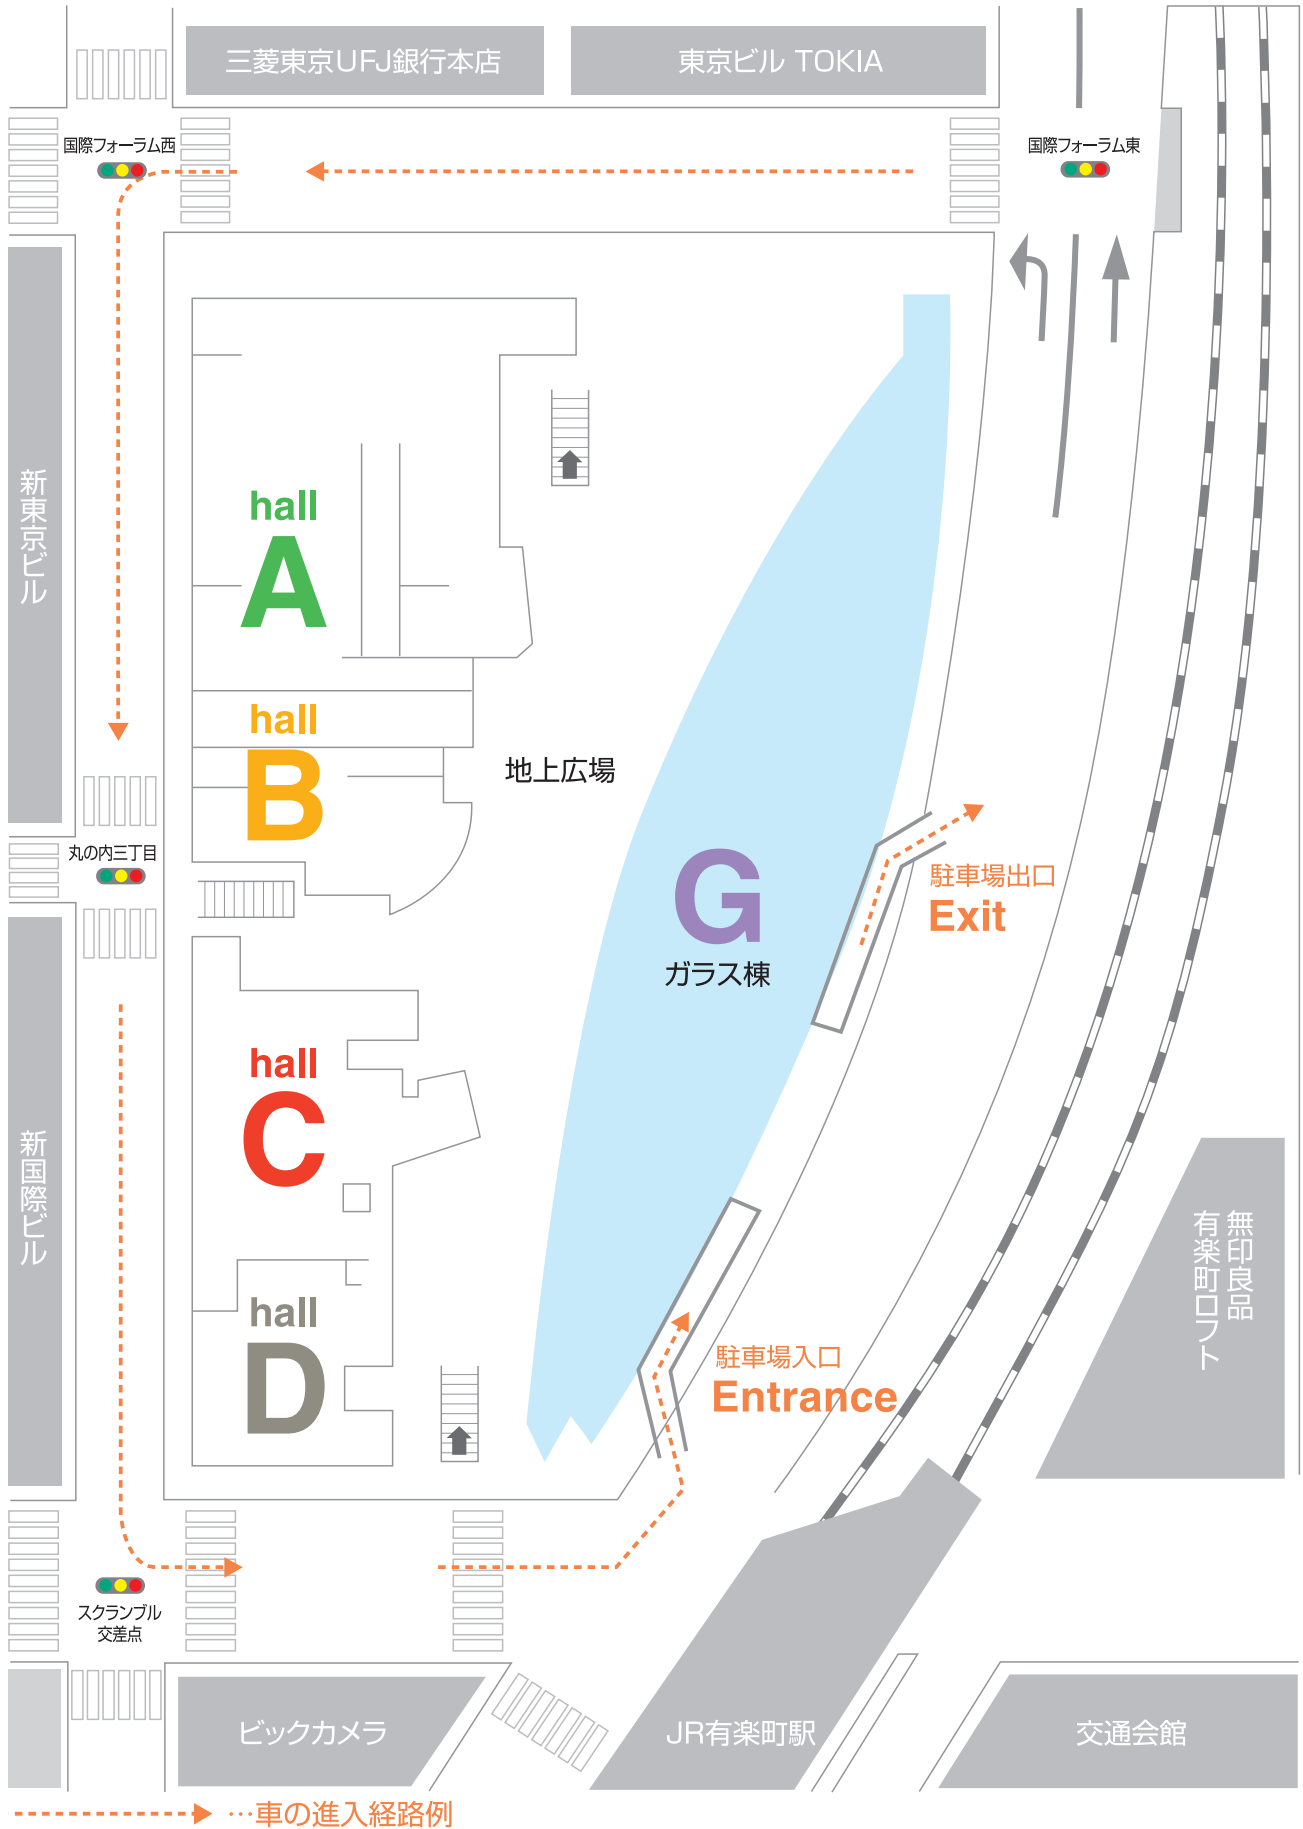 三菱東京UFJ銀行本店
東京ビル TOKIA
国際フォーラム西
国際フォーラム東
新東京ビル
hall
A
hall
B
地上広場
丸の内三丁目
G
ガラス棟
駐車場出口
Exit
新国際ビル
hall
C
hall
D
駐車場入口
Entrance
無印良品
有楽町ロフト
スクランブル
交差点
ビックカメラ
JR有楽町駅
交通会館
…車の進入経路例